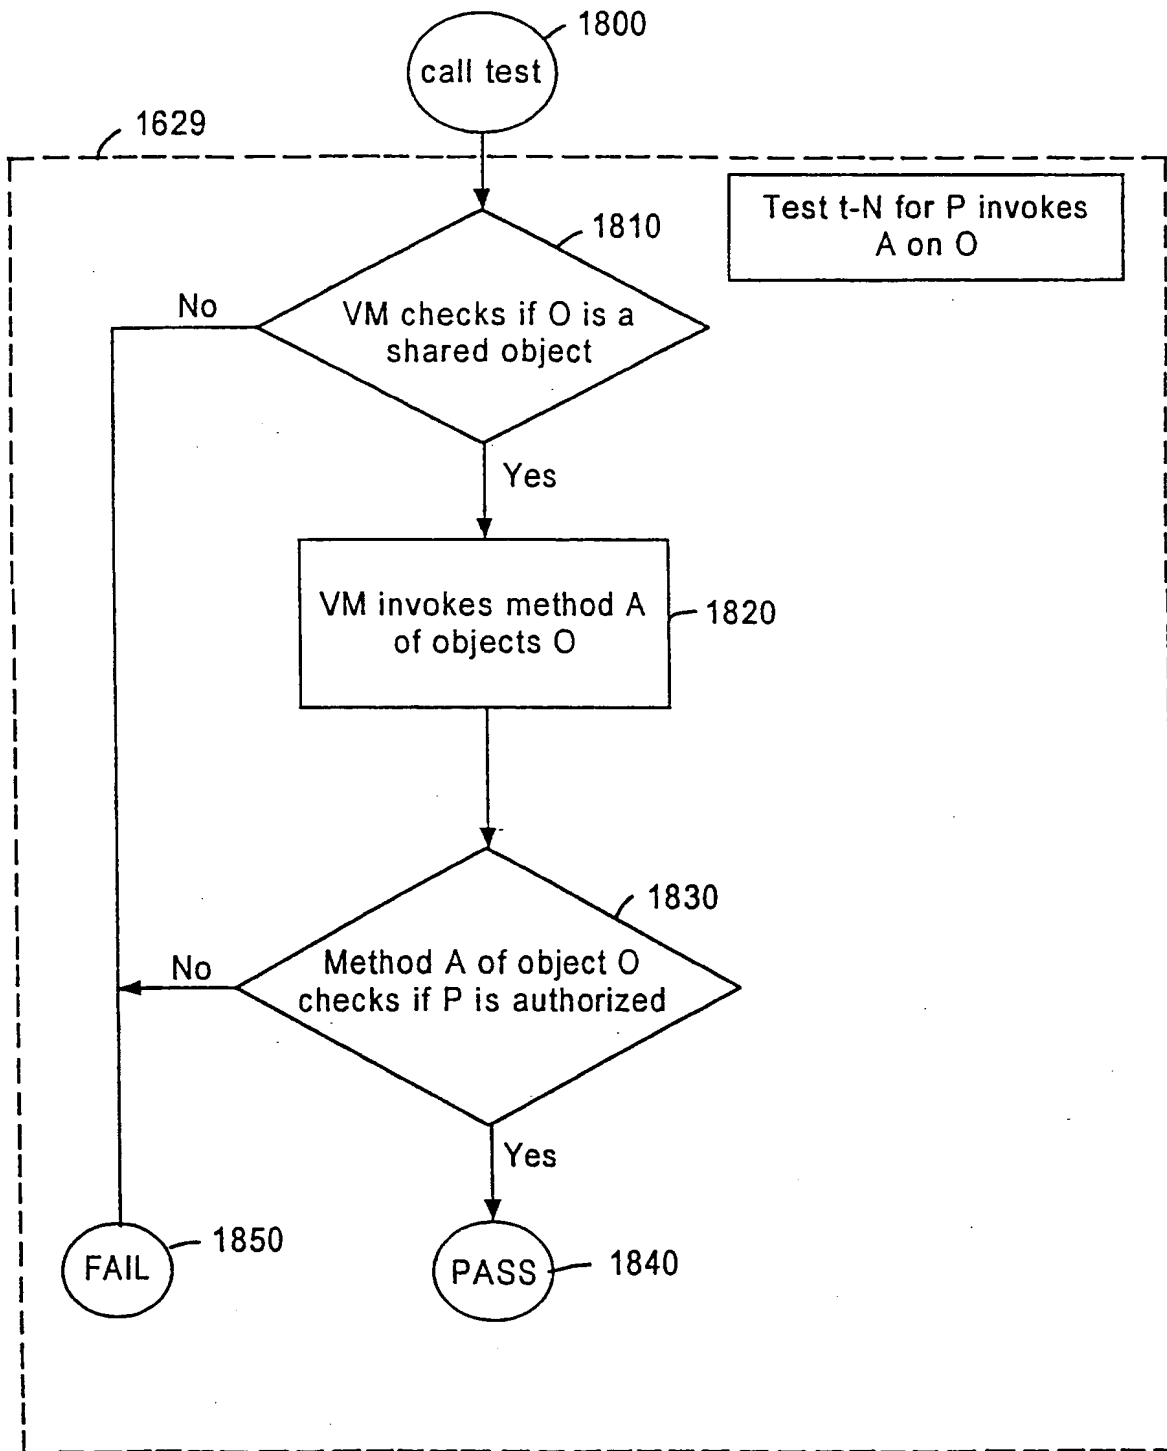 1800
call test
1629
Test t-N for P invokes
A on O
1810
No
VM checks if O is a
shared object
Yes
VM invokes method A
of objects O
1820
1830
No
Method A of object O
checks if P is authorized
Yes
FAIL
1850
PASS
1840